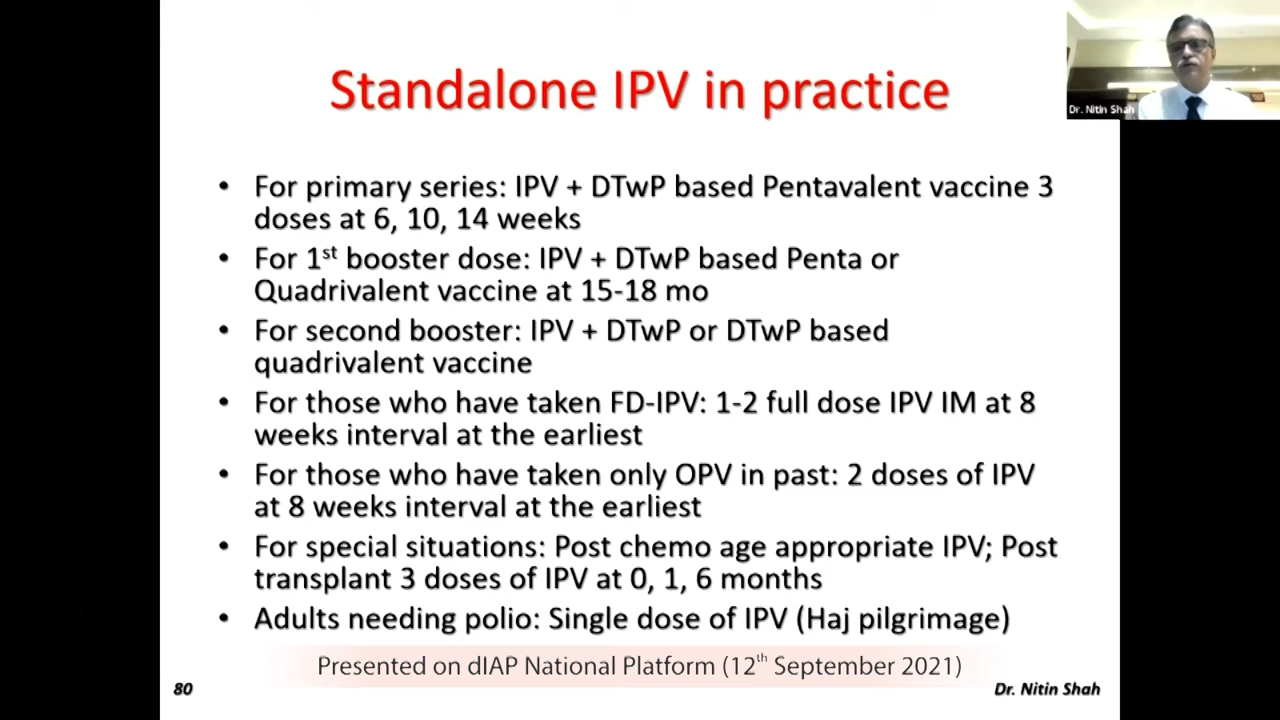 Standalone IPV in practice
Dr. Nitin Shah
• For primary series: IPV + DTwP based Pentavalent vaccine 3
doses at 6, 10, 14 weeks
• For 1st booster dose: IPV + DTwP based Penta or
Quadrivalent vaccine at 15-18 mo
• For second booster: IPV + DTwP or DTwP based
quadrivalent vaccine
• For those who have taken FD-IPV: 1-2 full dose IPV IM at 8
weeks interval at the earliest
• For those who have taken only OPV in past: 2 doses of IPV
at 8 weeks interval at the earliest
• For special situations: Post chemo age appropriate IPV; Post
transplant 3 doses of IPV at 0, 1, 6 months
• Adults needing polio: Single dose of IPV (Haj pilgrimage)
Presented on dIAP National Platform (12th September 2021)
80
Dr. Nitin Shah